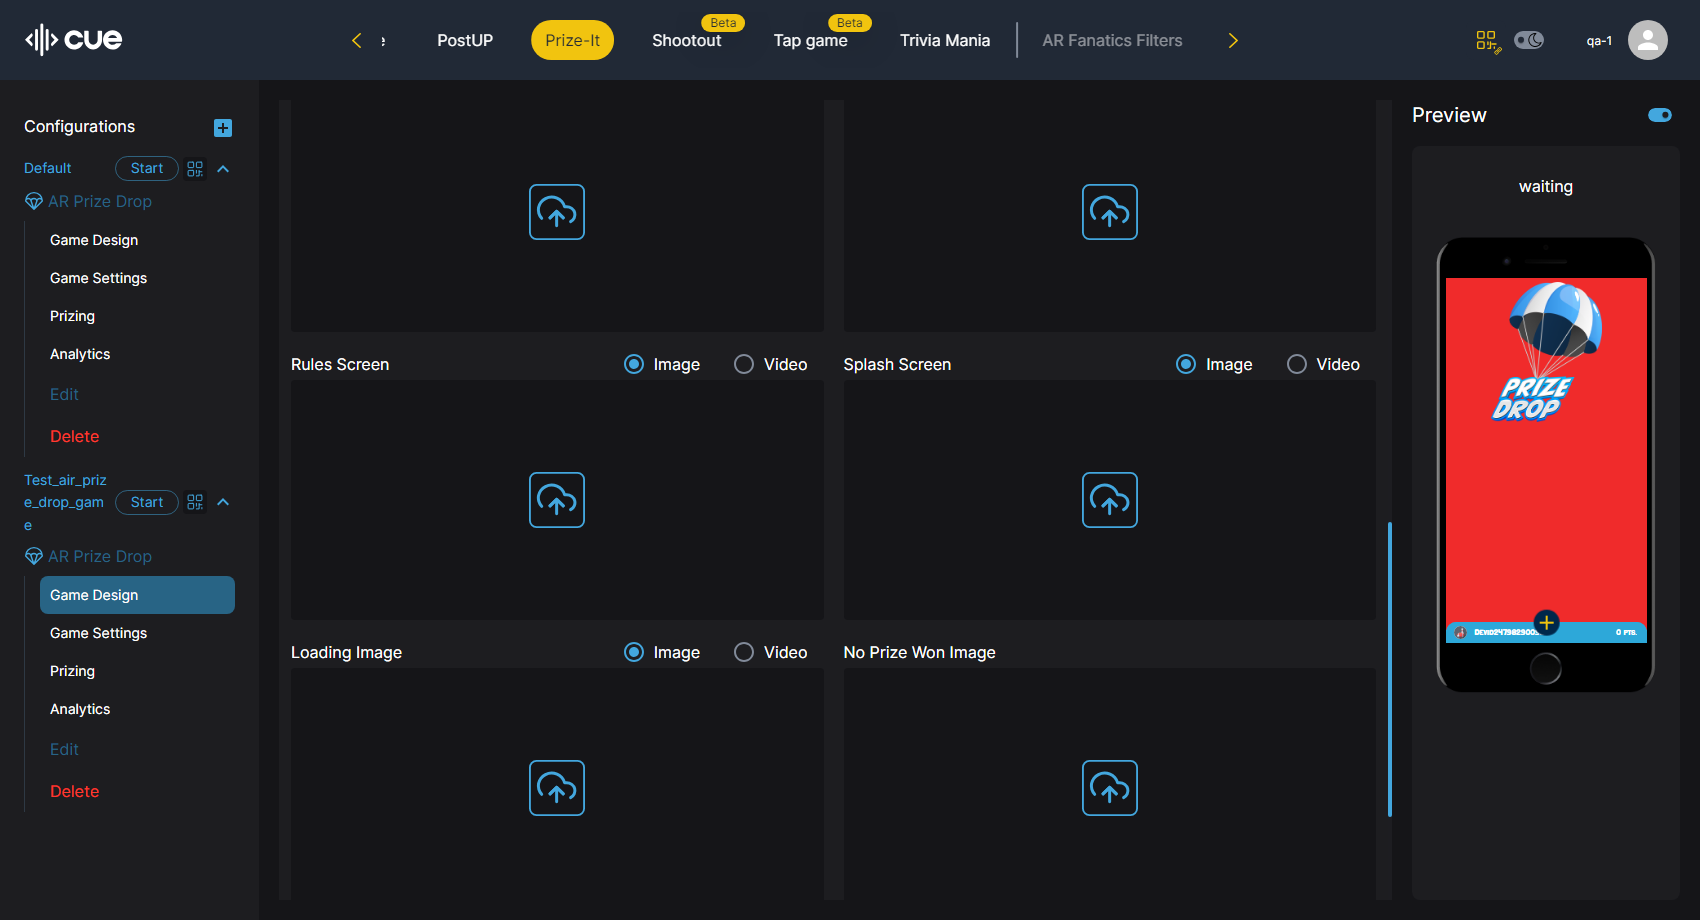 cue
PostUP
Prize-It
Beta
Shootout
Beta
Tap game
Trivia Mania
AR Fanatics Filters
qa-1
Configurations
Default
Start
AR Prize Drop
Game Design
Game Settings
Prizing
Analytics
Edit
Delete
Test_air_priz
e_drop_gam
e
Start
AR Prize Drop
Game Design
Game Settings
Prizing
Analytics
Edit
Delete
Rules Screen
Image
Video
Splash Screen
Image
Video
Loading Image
Image
Video
No Prize Won Image
Preview
waiting
PRIZE
DROP
0 PTS.